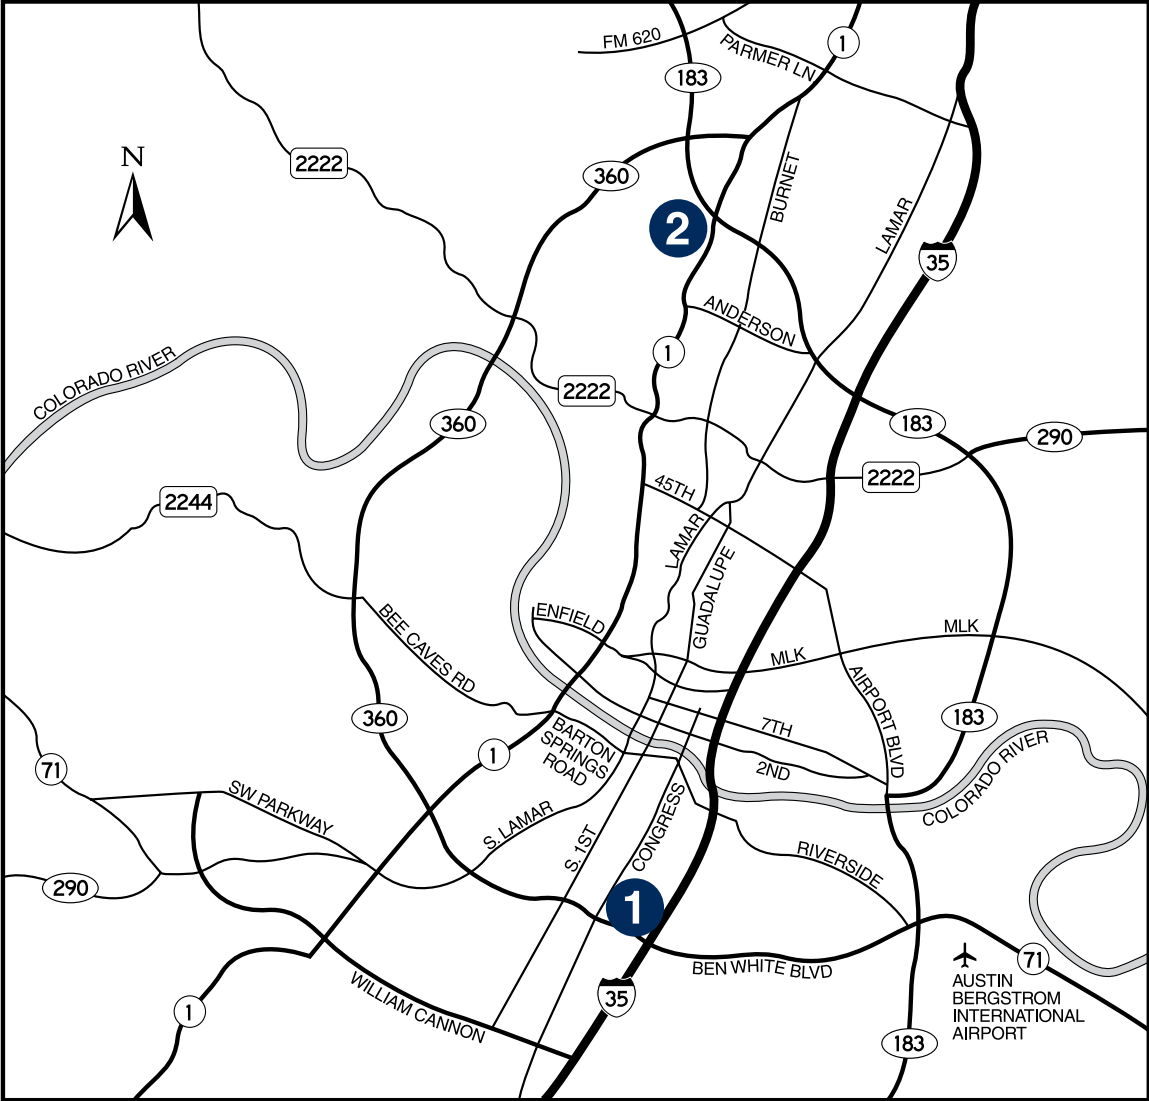 FM 620
1
PARMER LN
183
N
2222
360
BURNET
LAMAR
2
35
ANDERSON
1
COLORADO RIVER
2222
360
183
290
2222
45TH
2244
LAMAR
GUADALUPE
ENFIELD
BEE CAVES RD
MLK
MLK
AIRPORT BLVD
360
183
7TH
BARTON
SPRINGS
ROAD
1
71
2ND
COLORADO RIVER
SW PARKWAY
S. LAMAR
S. 1ST
CONGRESS
RIVERSIDE
290
1
BEN WHITE BLVD
71
AUSTIN
BERGSTROM
INTERNATIONAL
AIRPORT
35
WILLIAM CANNON
1
183